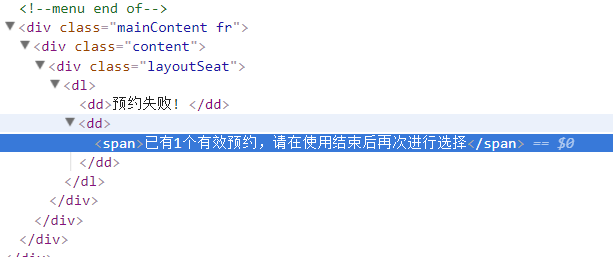 <!--menu end of-->
▼<div class="mainContent fr">
▼<div class="content">
▼<div class="layoutSeat">
▼<dl>
<dd>预约失败! </dd>
▼<dd>
<span>已有1个有效预约，请在使用结束后再次进行选择</span> == $0
</dd>
</dl>
</div>
</div>
</div>
</div>